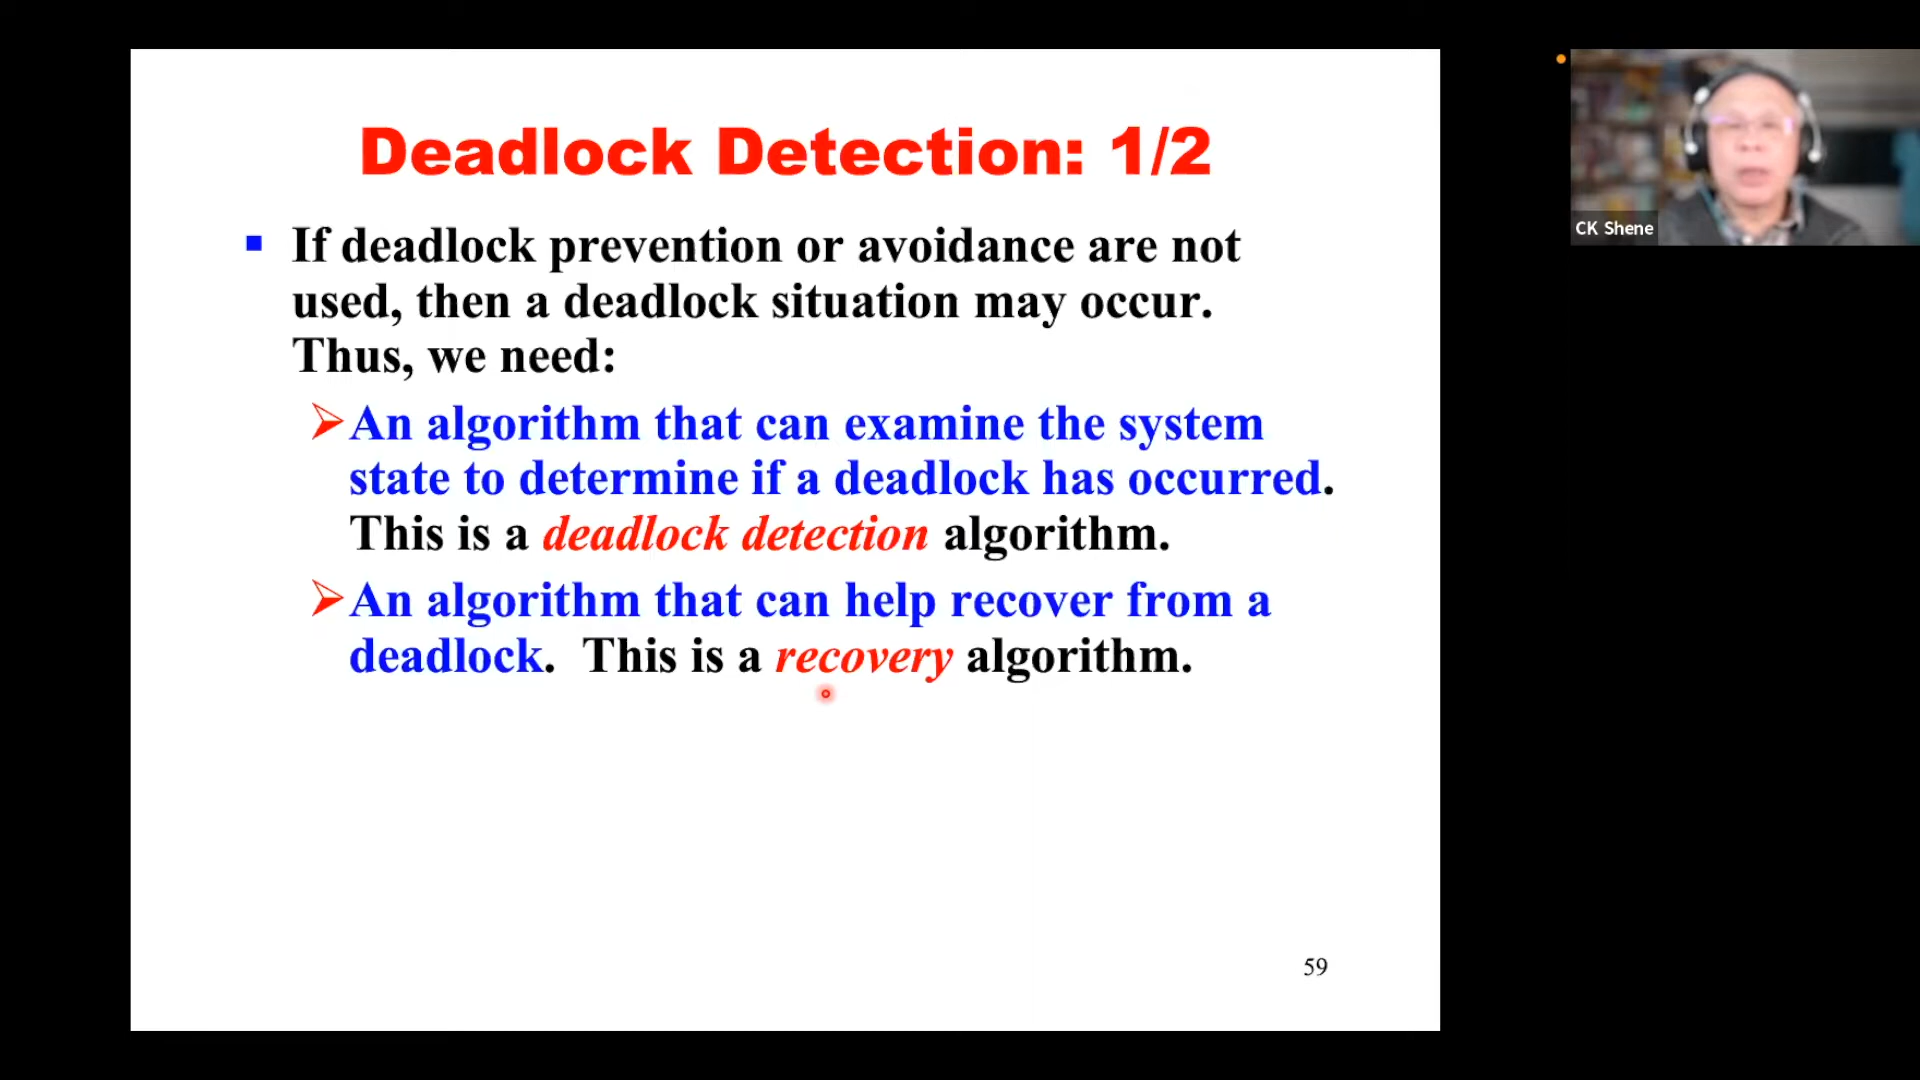 Deadlock Detection: 1/2
If deadlock prevention or avoidance are not
used, then a deadlock situation may occur.
Thus, we need:
An algorithm that can examine the system
state to determine if a deadlock has occurred.
This is a deadlock detection algorithm.
An algorithm that can help recover from a
deadlock.  This is a recovery algorithm.
59
CK Shene